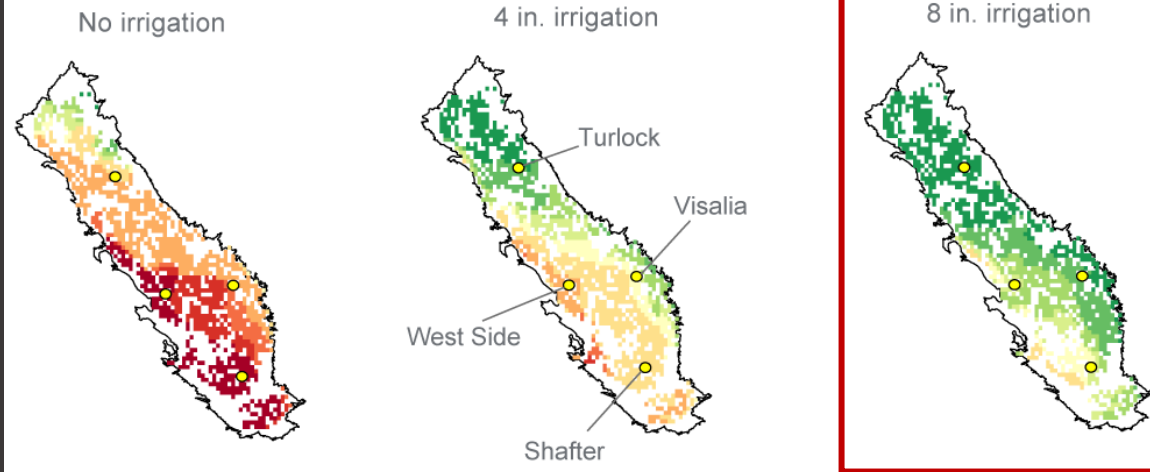 No irrigation
4 in. irrigation
8 in. irrigation
Turlock
Visalia
West Side
Shafter